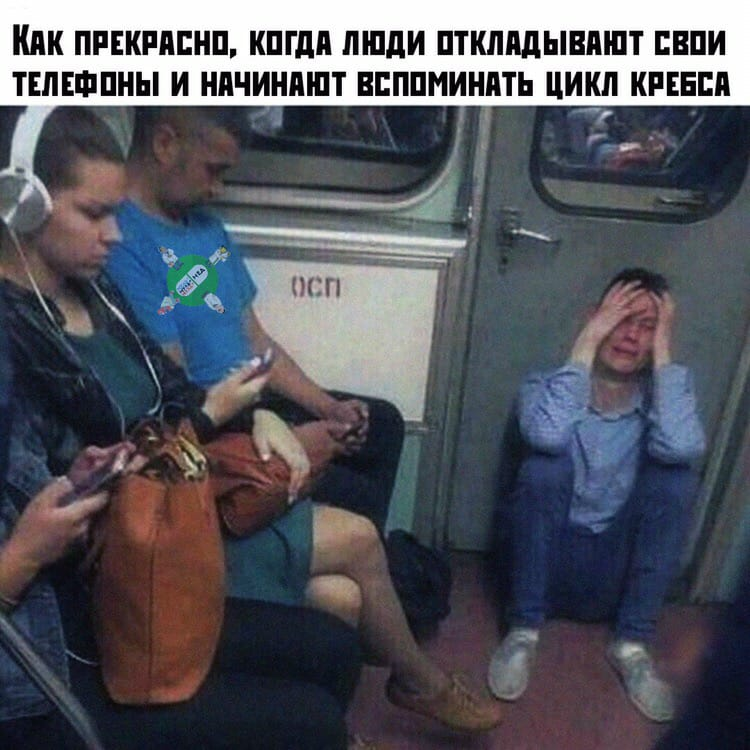 Как прекрасно, когда люди откладывают свои
телефоны и начинают вспоминать цикл Кребса
ОСП